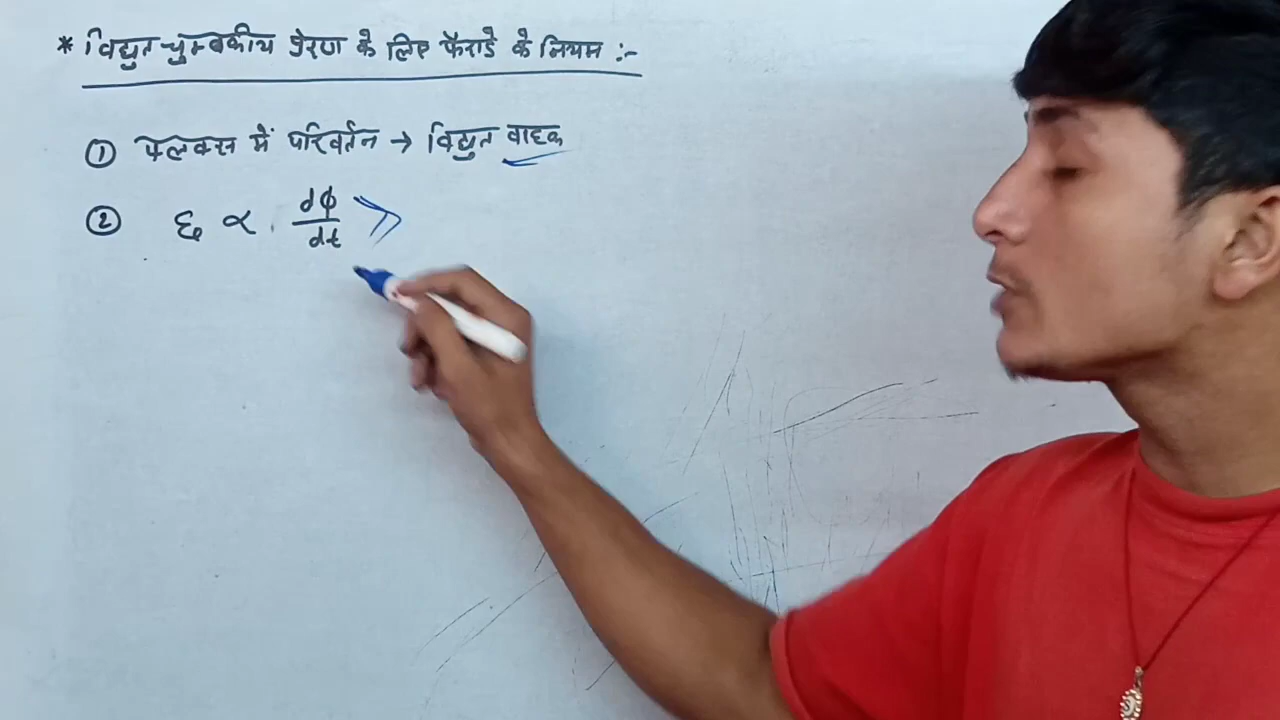 * विद्युत चुम्बकीय प्रेरण के लिए फैराडे के नियम :-
① फ्लक्स में परिवर्तन → विद्युत वाहक
② ξ ∝ dϕ/dt